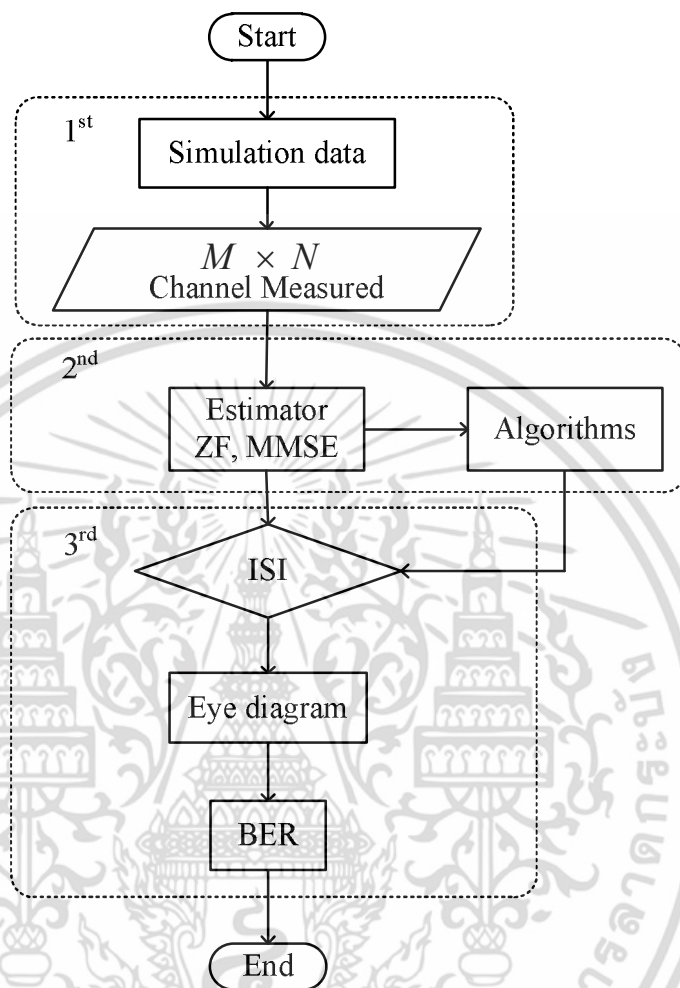 Start
1st
Simulation data
M × N
Channel Measured
2nd
Estimator
ZF, MMSE
Algorithms
3rd
ISI
Eye diagram
BER
End